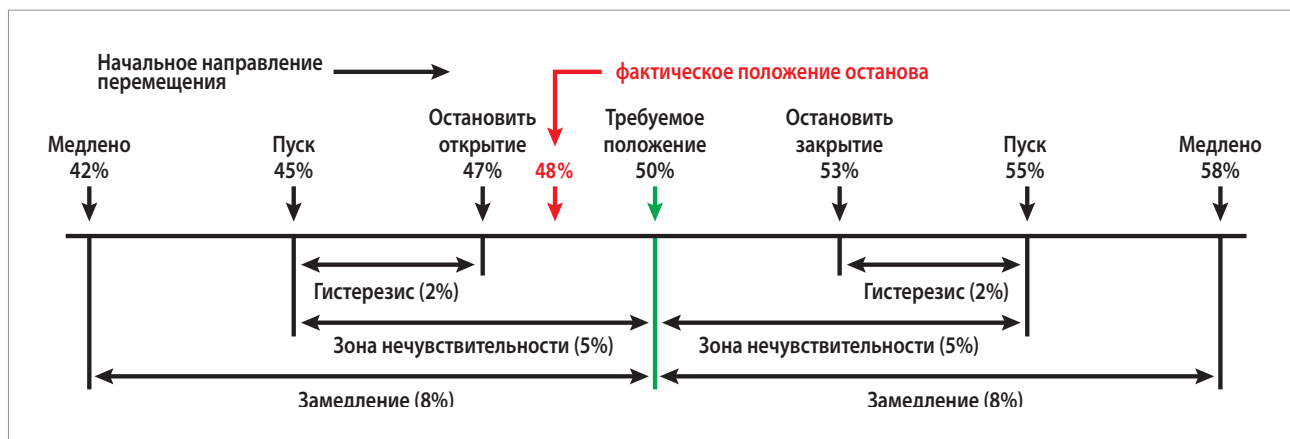 Начальное направление
перемещения
фактическое положение останова
Медлено
42%
Пуск
45%
Остановить
открытие
47%
48%
Требуемое
положение
50%
Остановить
закрытие
53%
Пуск
55%
Медлено
58%
Гистерезис (2%)
Гистерезис (2%)
Зона нечувствительности (5%)
Зона нечувствительности (5%)
Замедление (8%)
Замедление (8%)